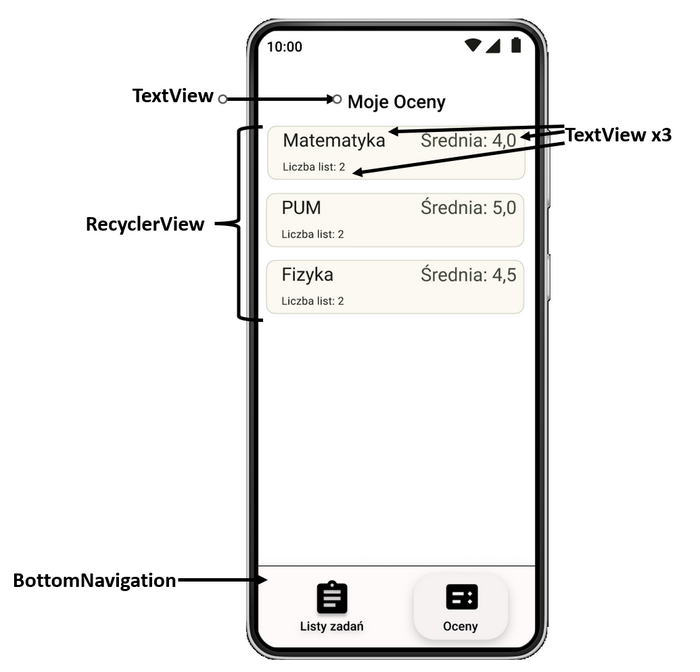 10:00
TextView
Moje Oceny
Matematyka Średnia: 4,0
TextView x3
Liczba list: 2
PUM Średnia: 5,0
RecyclerView
Liczba list: 2
Fizyka Średnia: 4,5
Liczba list: 2
BottomNavigation
Listy zadań Oceny